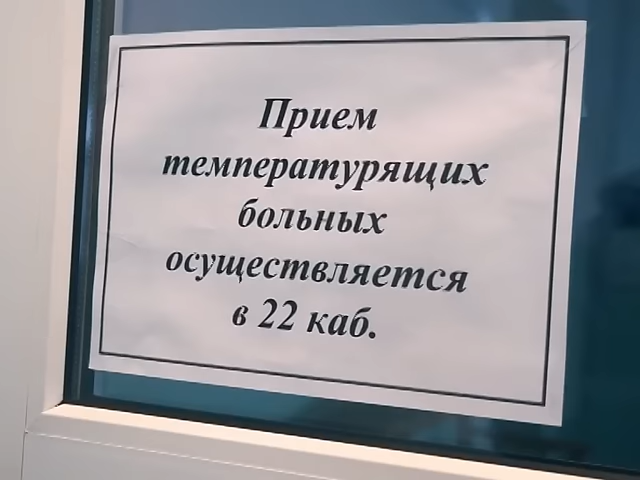 Прием
температурящих
больных
осуществляется
в 22 каб.